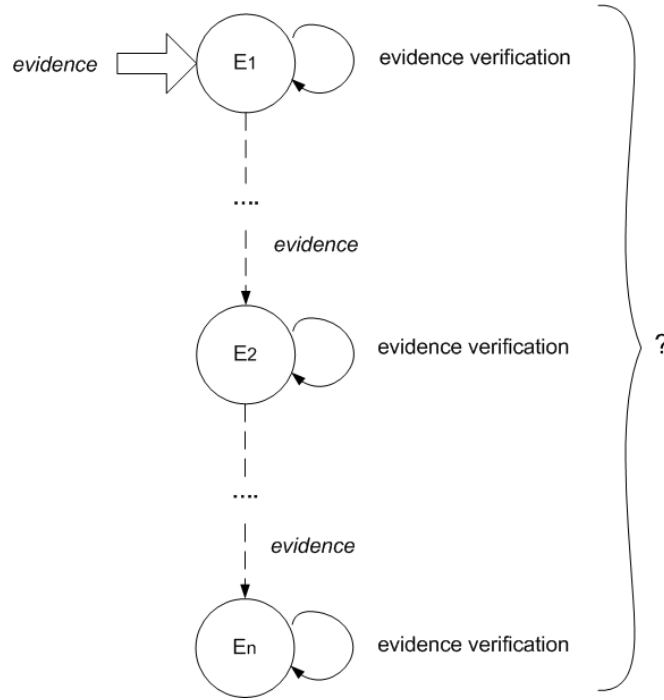 evidence
E1
evidence verification
....
evidence
E2
evidence verification
?
....
evidence
En
evidence verification